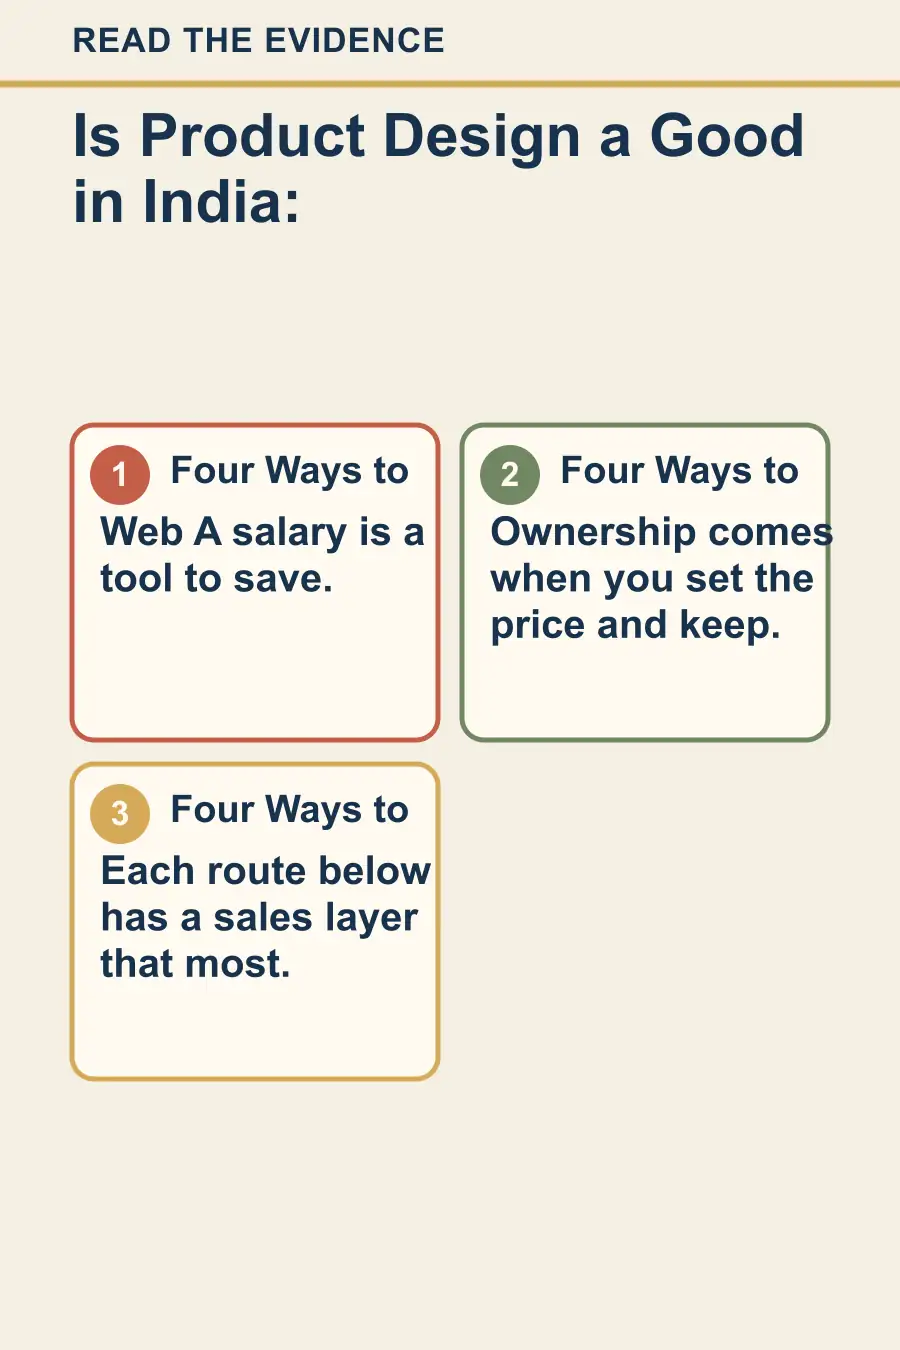 READ THE EVIDENCE
Is Product Design a Good
in India:
1 Four Ways to
Web A salary is a
tool to save.
2 Four Ways to
Ownership comes
when you set the
price and keep.
3 Four Ways to
Each route below
has a sales layer
that most.